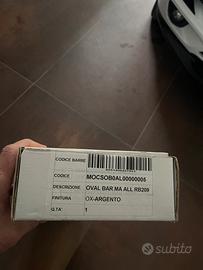 CODICE BARRE
CODICE MOCSOB0AL00000005
DESCRIZIONE OVAL BAR MA ALL RB209
FINITURA OX-ARGENTO
Q.TA' 1
subito